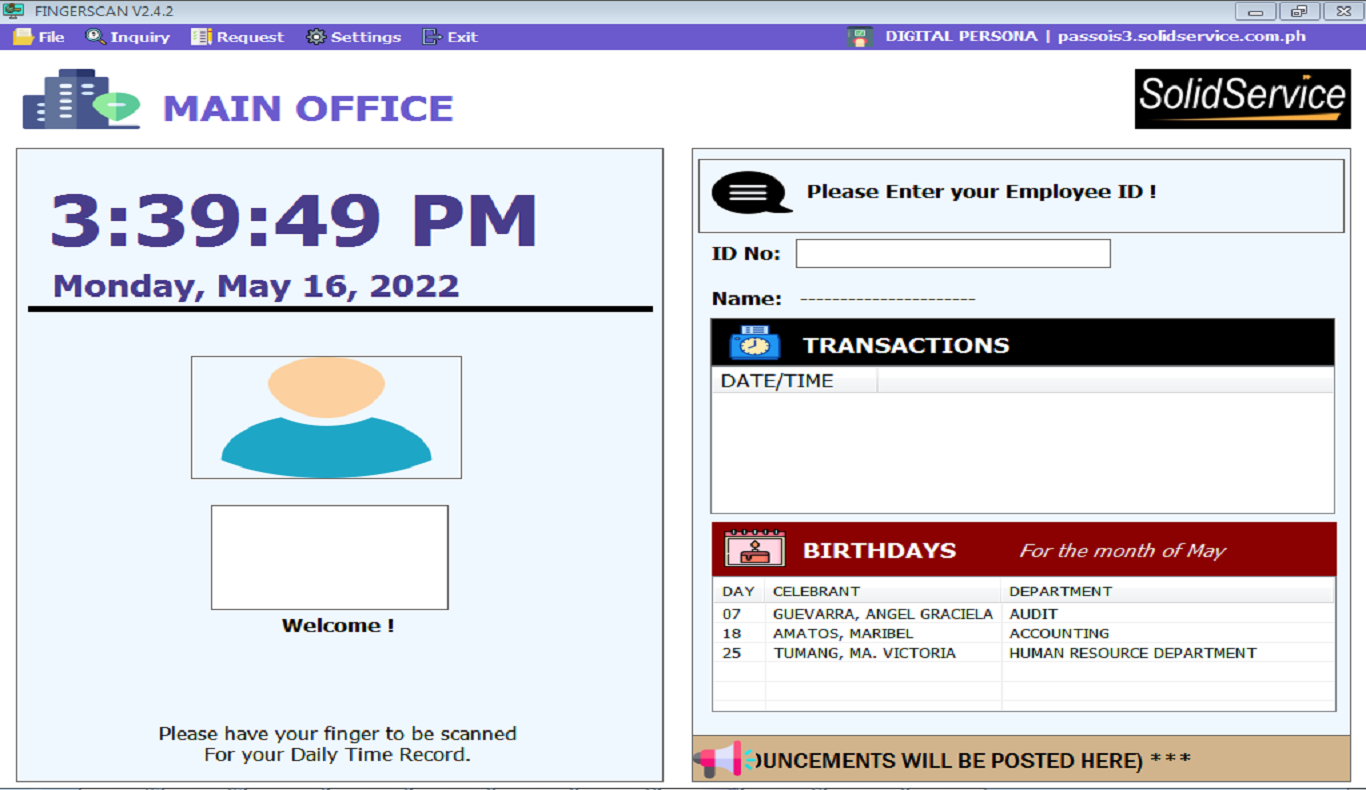 FINGERSCAN V2.4.2
File Inquiry Request Settings Exit DIGITAL PERSONA | passois3.solidservice.com.ph
MAIN OFFICE
SolidService
3:39:49 PM
Monday, May 16, 2022
Welcome !
Please have your finger to be scanned
For your Daily Time Record.
Please Enter your Employee ID !
ID No:
Name: ----------------------
TRANSACTIONS
DATE/TIME
BIRTHDAYS For the month of May
DAY CELEBRANT DEPARTMENT
07 GUEVARRA, ANGEL GRACIELA AUDIT
18 AMATOS, MARIBEL ACCOUNTING
25 TUMANG, MA. VICTORIA HUMAN RESOURCE DEPARTMENT
OUNCEMENTS WILL BE POSTED HERE) ***